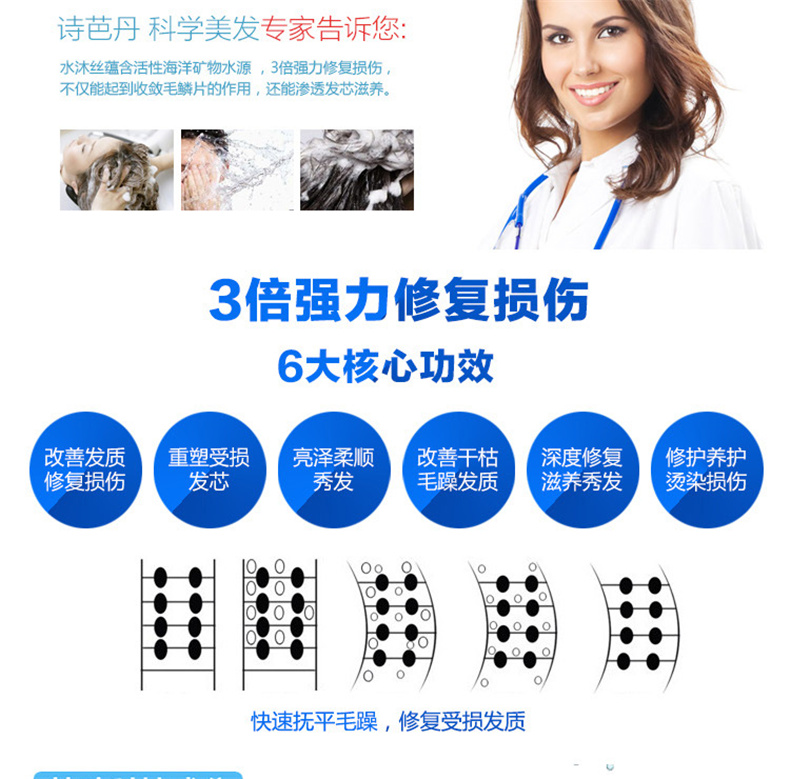 诗芭丹 科学美发专家告诉您:
水沐丝蕴含活性海洋矿物水源 ，3倍强力修复损伤，
不仅能起到收敛毛鳞片的作用，还能渗透发芯滋养。
3倍强力修复损伤
6大核心功效
改善发质
修复损伤
重塑受损
发芯
亮泽柔顺
秀发
改善干枯
毛躁发质
深度修复
滋养秀发
修护养护
烫染损伤
快速抚平毛躁，修复受损发质